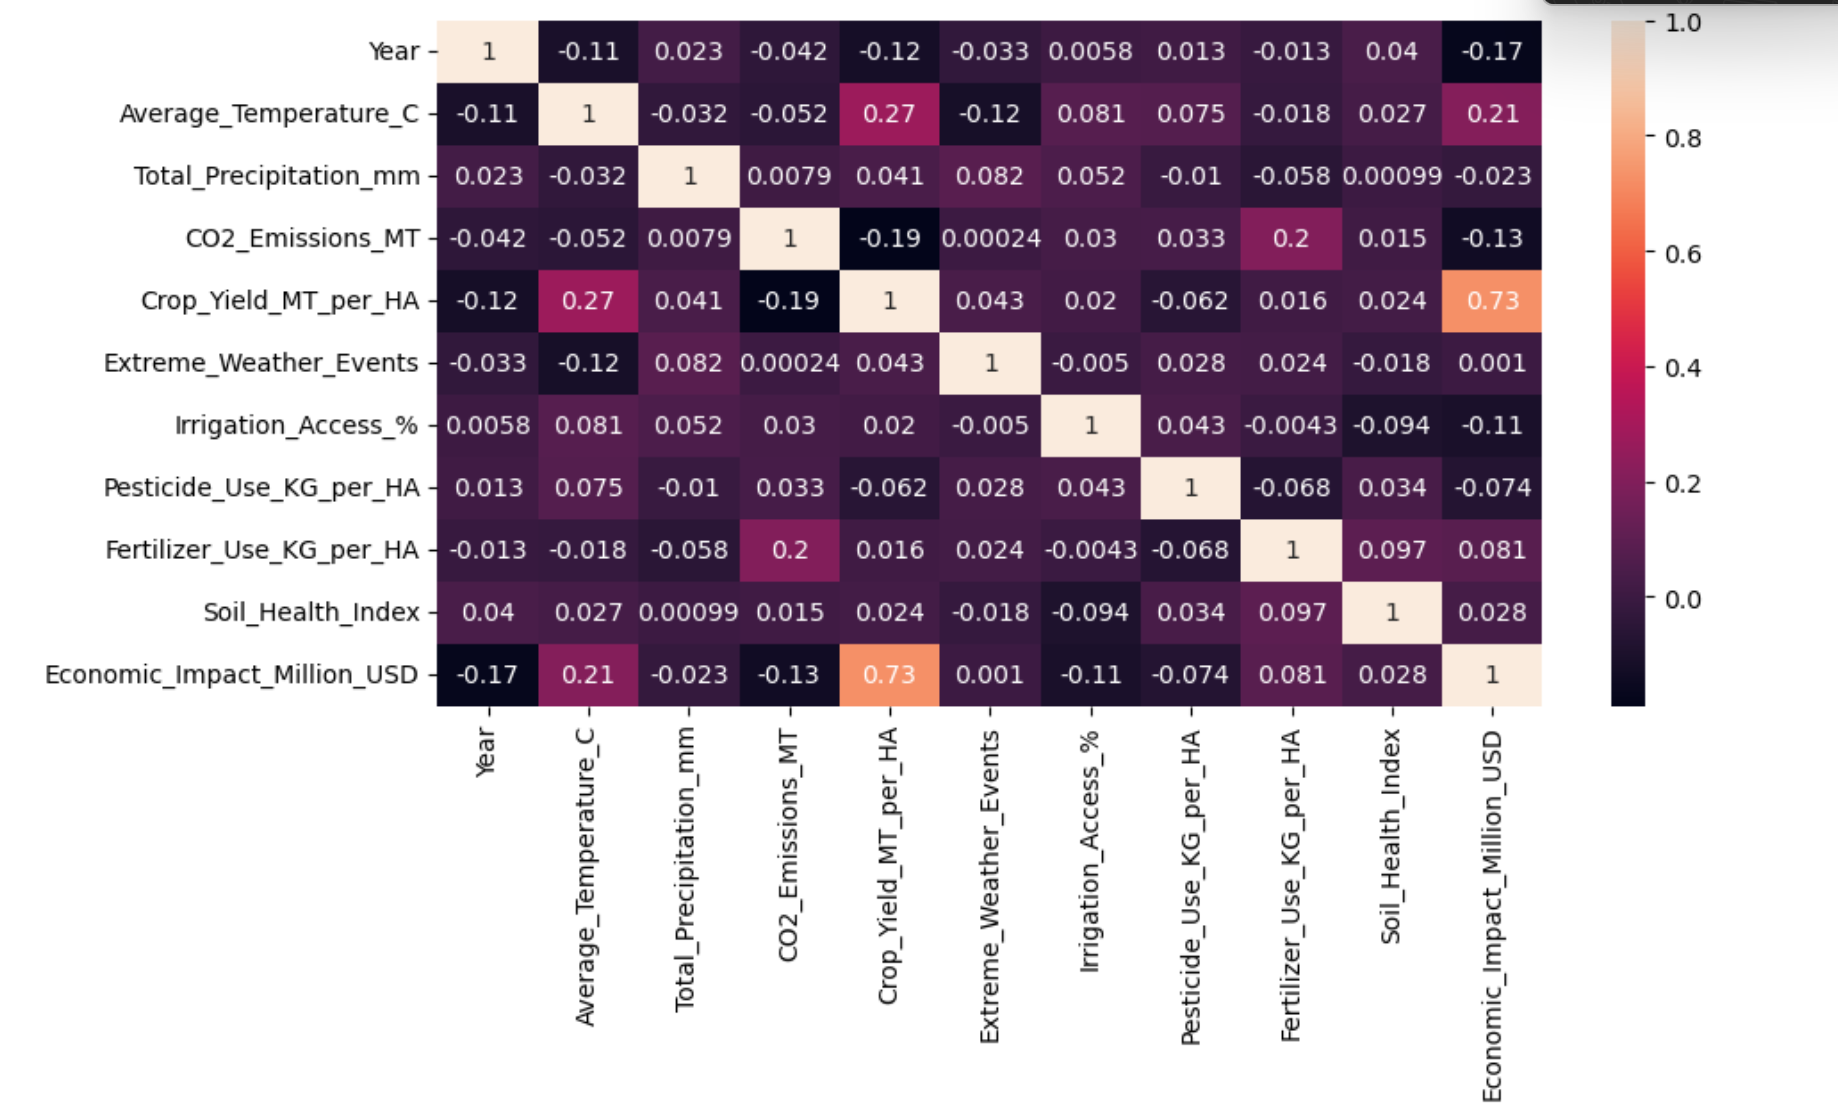 Year 1 -0.11 0.023 -0.042 -0.12 -0.033 0.0058 0.013 -0.013 0.04 -0.17
Average_Temperature_C -0.11 1 -0.032 -0.052 0.27 -0.12 0.081 0.075 -0.018 0.027 0.21
Total_Precipitation_mm 0.023 -0.032 1 0.0079 0.041 0.082 0.052 -0.01 -0.058 0.00099 -0.023
CO2_Emissions_MT -0.042 -0.052 0.0079 1 -0.19 0.00024 0.03 0.033 0.2 0.015 -0.13
Crop_Yield_MT_per_HA -0.12 0.27 0.041 -0.19 1 0.043 0.02 -0.062 0.016 0.024 0.73
Extreme_Weather_Events -0.033 -0.12 0.082 0.00024 0.043 1 -0.005 0.028 0.024 -0.018 0.001
Irrigation_Access_% 0.0058 0.081 0.052 0.03 0.02 -0.005 1 0.043 -0.0043 -0.094 -0.11
Pesticide_Use_KG_per_HA 0.013 0.075 -0.01 0.033 -0.062 0.028 0.043 1 -0.068 0.034 -0.074
Fertilizer_Use_KG_per_HA -0.013 -0.018 -0.058 0.2 0.016 0.024 -0.0043 -0.068 1 0.097 0.081
Soil_Health_Index 0.04 0.027 0.00099 0.015 0.024 -0.018 -0.094 0.034 0.097 1 0.028
Economic_Impact_Million_USD -0.17 0.21 -0.023 -0.13 0.73 0.001 -0.11 -0.074 0.081 0.028 1
Year
Average_Temperature_C
Total_Precipitation_mm
CO2_Emissions_MT
Crop_Yield_MT_per_HA
Extreme_Weather_Events
Irrigation_Access_%
Pesticide_Use_KG_per_HA
Fertilizer_Use_KG_per_HA
Soil_Health_Index
Economic_Impact_Million_USD
1.0
0.8
0.6
0.4
0.2
0.0